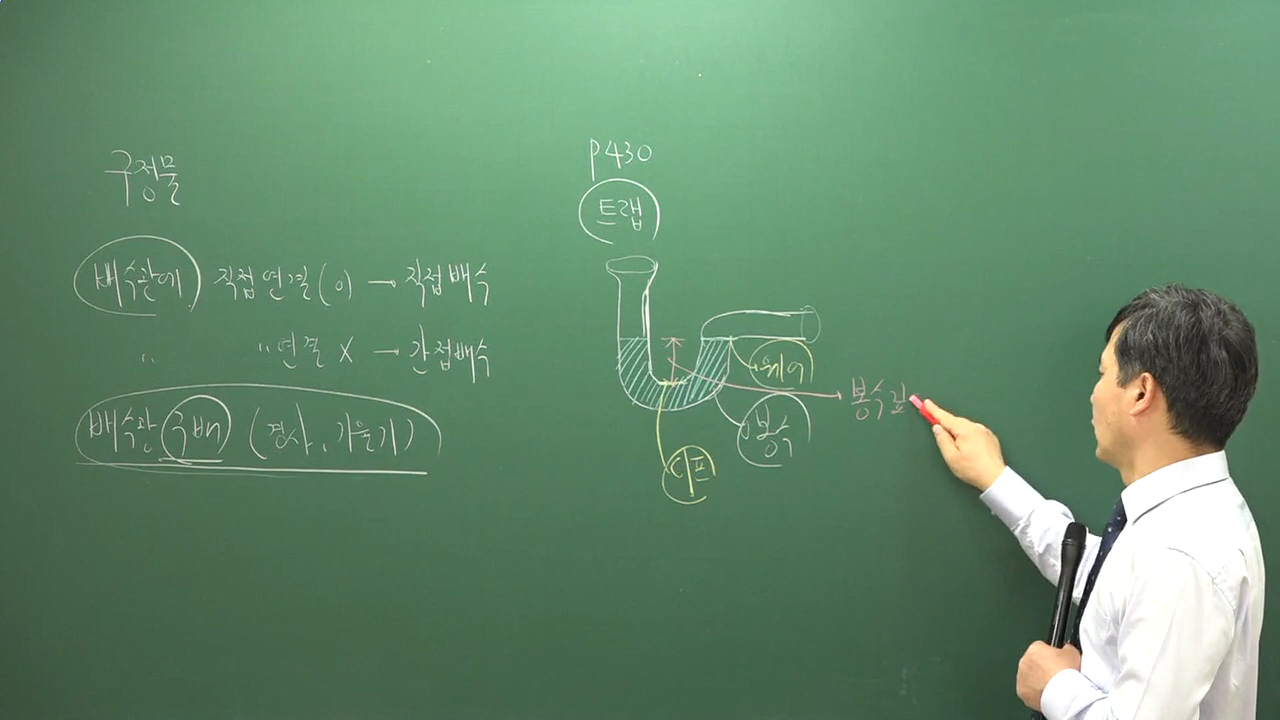 구정물
배수관에 직접연결(O) → 직접배수
〃 〃연결 X → 간접배수
배수관 구배 (경사, 기울기)
P430
트랩
웨어
봉수깊
봉수
디프